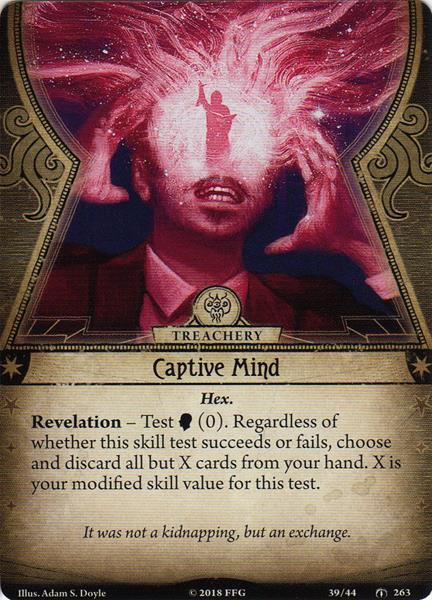 TREACHERY
Captive Mind
Hex.
Revelation – Test (0). Regardless of
whether this skill test succeeds or fails, choose
and discard all but X cards from your hand. X is
your modified skill value for this test.
It was not a kidnapping, but an exchange.
Illus. Adam S. Doyle © 2018 FFG 39/44 263